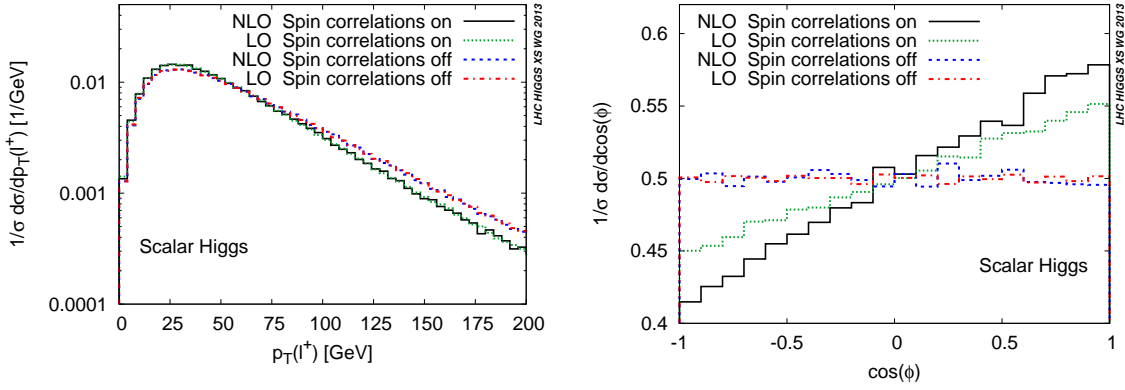 NLO Spin correlations on
LO Spin correlations on
NLO Spin correlations off
LO Spin correlations off
LHC HIGGS XS WG 2013
1/σ dσ/dp_T(l⁺) [1/GeV]
0.01
0.001
0.0001
Scalar Higgs
0 25 50 75 100 125 150 175 200
p_T(l⁺) [GeV]
NLO Spin correlations on
LO Spin correlations on
NLO Spin correlations off
LO Spin correlations off
LHC HIGGS XS WG 2013
1/σ dσ/dcos(ϕ)
0.6
0.55
0.5
0.45
0.4
Scalar Higgs
-1 -0.5 0 0.5 1
cos(ϕ)